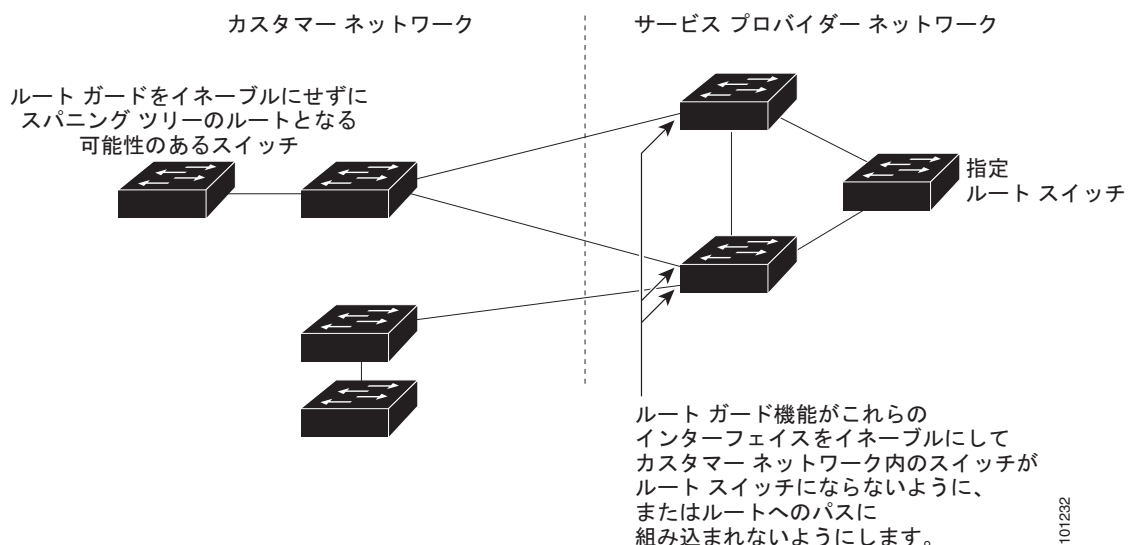 カスタマー ネットワーク
サービス プロバイダー ネットワーク
ルート ガードをイネーブルにせずに
スパニング ツリーのルートとなる
可能性のあるスイッチ
指定
ルート スイッチ
ルート ガード機能がこれらの
インターフェイスをイネーブルにして
カスタマー ネットワーク内のスイッチが
ルート スイッチにならないように、
またはルートへのパスに
組み込まれないようにします。
101232